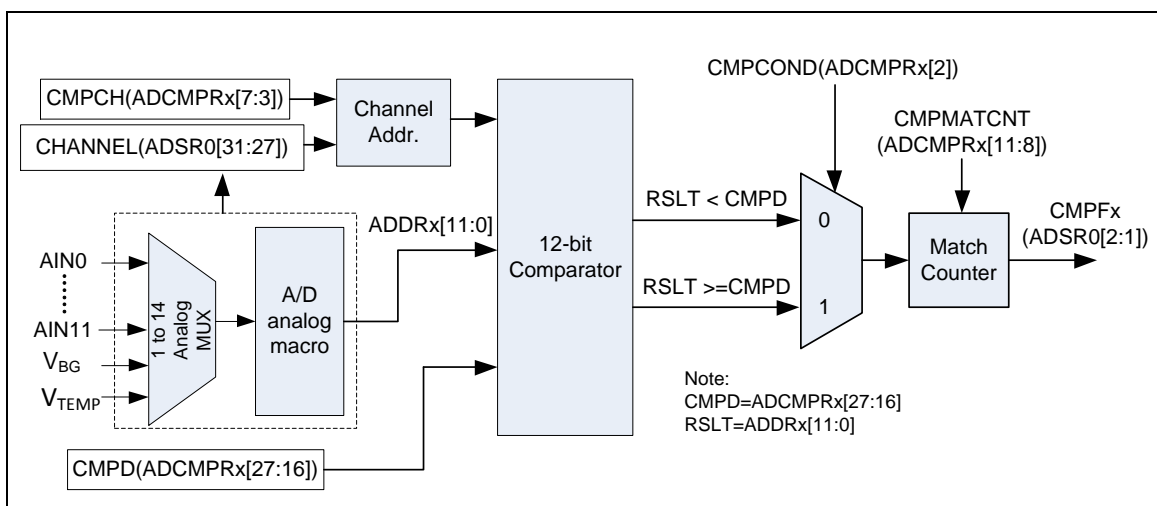 CMPCH(ADCMPRx[7:3])
CHANNEL(ADSR0[31:27])
Channel
Addr.
AIN0
AIN11
VBG
VTEMP
1 to 14
Analog
MUX
A/D
analog
macro
ADDRx[11:0]
CMPD(ADCMPRx[27:16])
12-bit
Comparator
RSLT < CMPD
RSLT >=CMPD
CMPCOND(ADCMPRx[2])
0
1
CMPMATCNT
(ADCMPRx[11:8])
Match
Counter
CMPFx
(ADSR0[2:1])
Note:
CMPD=ADCMPRx[27:16]
RSLT=ADDRx[11:0]